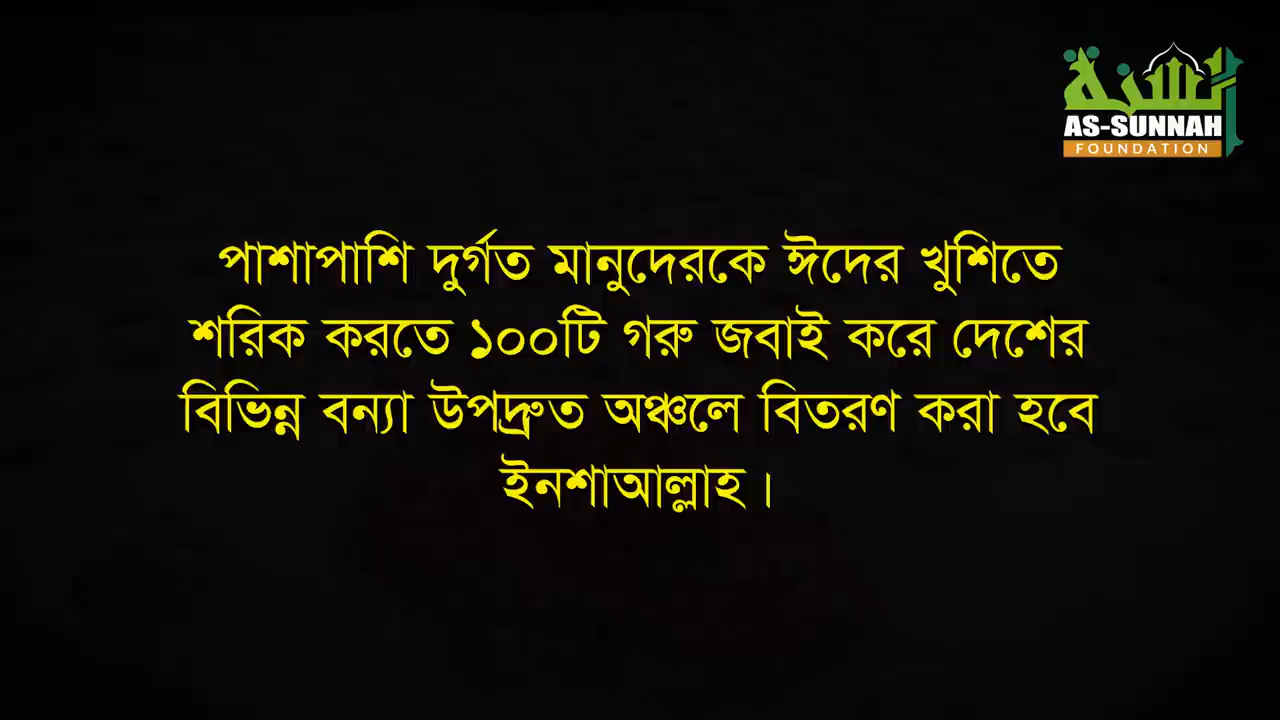 السنة
AS-SUNNAH
FOUNDATION
পাশাপাশি দুর্গত মানুদেরকে ঈদের খুশিতে
শরিক করতে ১০০টি গরু জবাই করে দেশের
বিভিন্ন বন্যা উপদ্রুত অঞ্চলে বিতরণ করা হবে
ইনশাআল্লাহ।